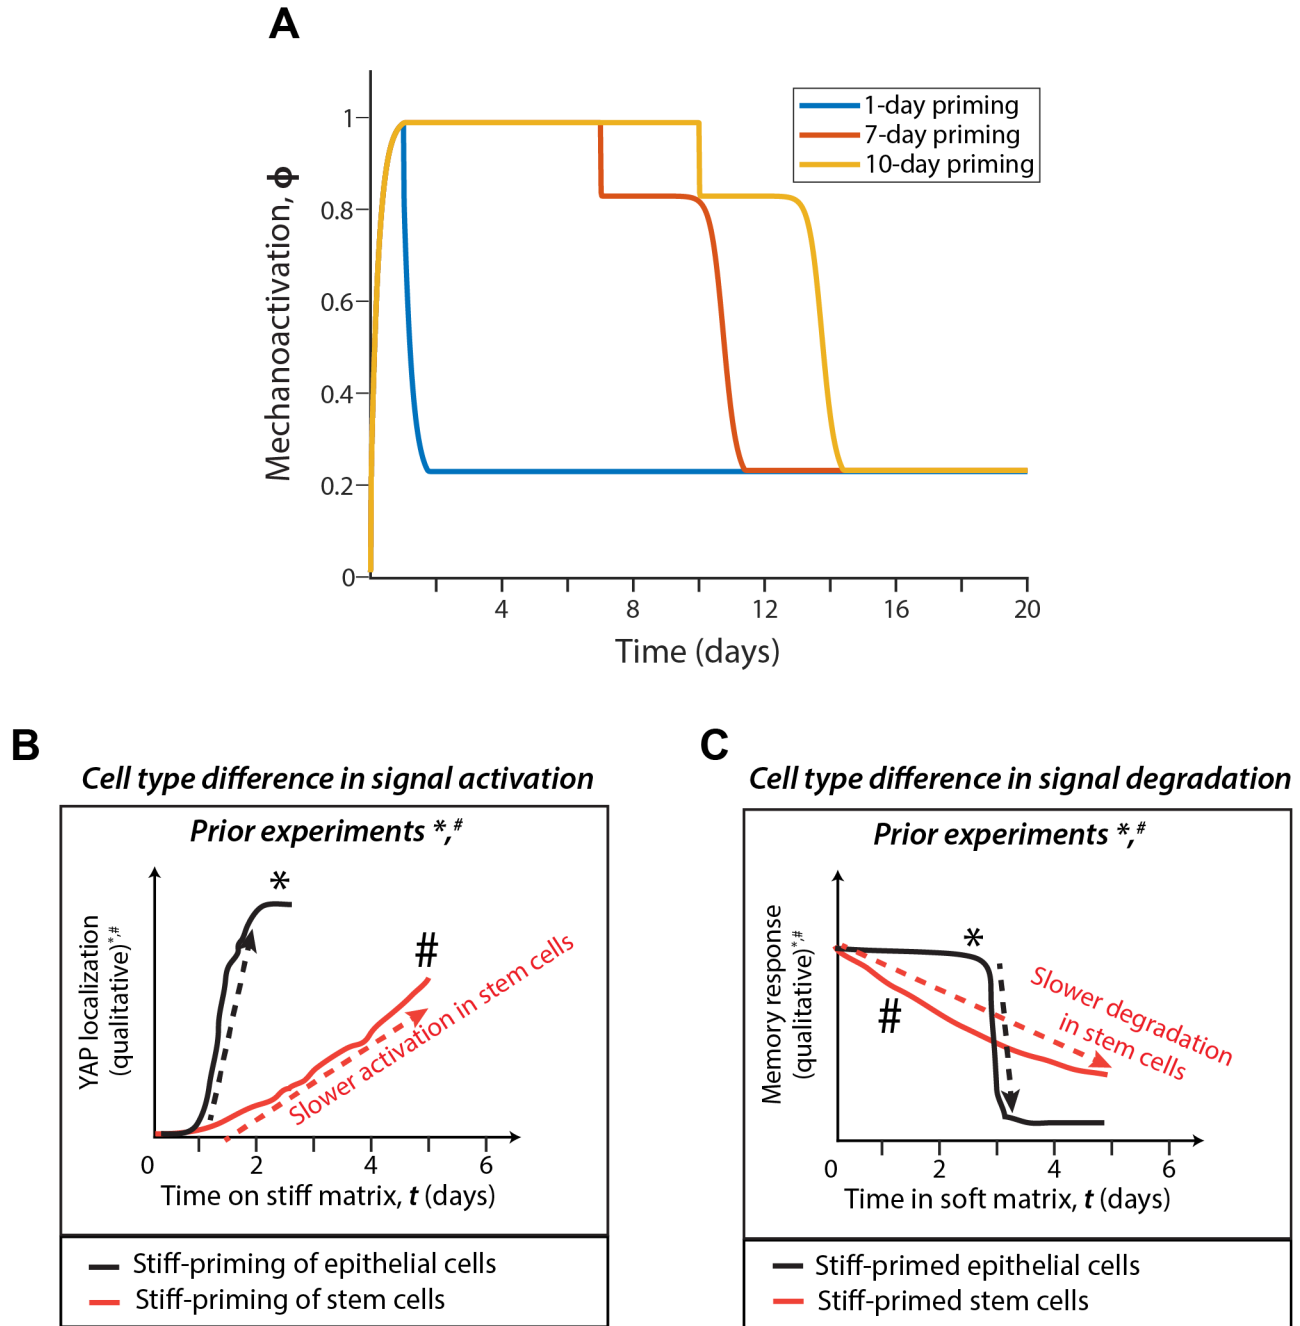 A
Mechanoactivation, ϕ
1
0.8
0.6
0.4
0.2
0
1-day priming
7-day priming
10-day priming
4
8
12
16
20
Time (days)
B
Cell type difference in signal activation
Prior experiments *,#
YAP localization
(qualitative)*,#
*
#
Slower activation in stem cells
0
2
4
6
Time on stiff matrix, t (days)
Stiff-priming of epithelial cells
Stiff-priming of stem cells
C
Cell type difference in signal degradation
Prior experiments *,#
Memory response
(qualitative)*,#
*
#
Slower degradation
in stem cells
0
2
4
6
Time in soft matrix, t (days)
Stiff-primed epithelial cells
Stiff-primed stem cells